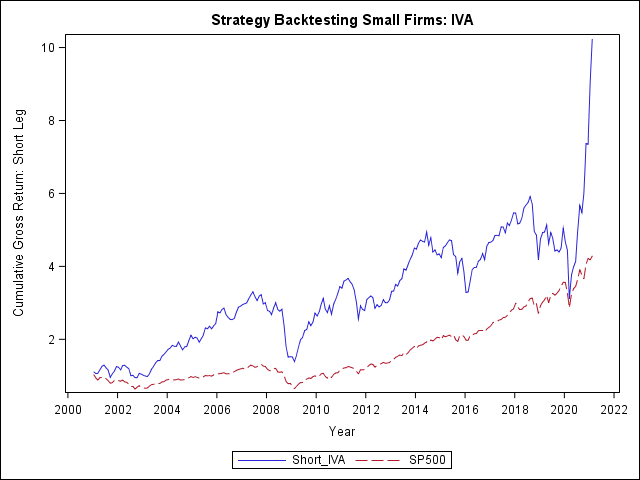 Strategy Backtesting Small Firms: IVA
Cumulative Gross Return: Short Leg
10
8
6
4
2
2000 2002 2004 2006 2008 2010 2012 2014 2016 2018 2020 2022
Year
Short_IVA SP500